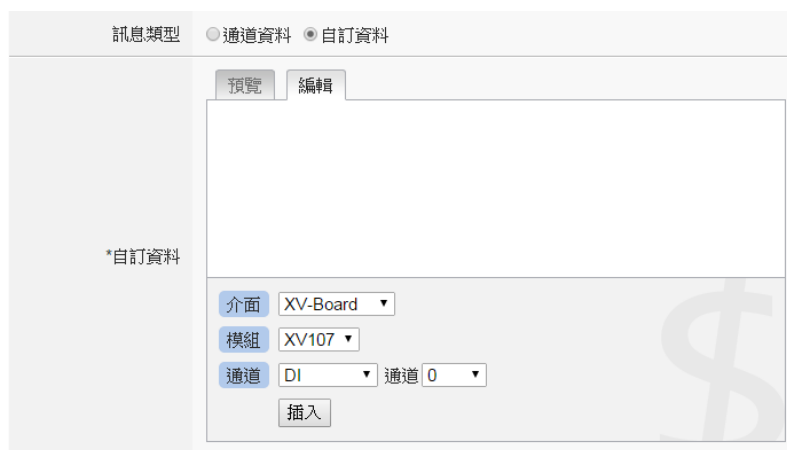 訊息類型 通道資料 自訂資料
預覽 編輯
*自訂資料
介面 XV-Board
模組 XV107
通道 DI 通道 0
插入
$